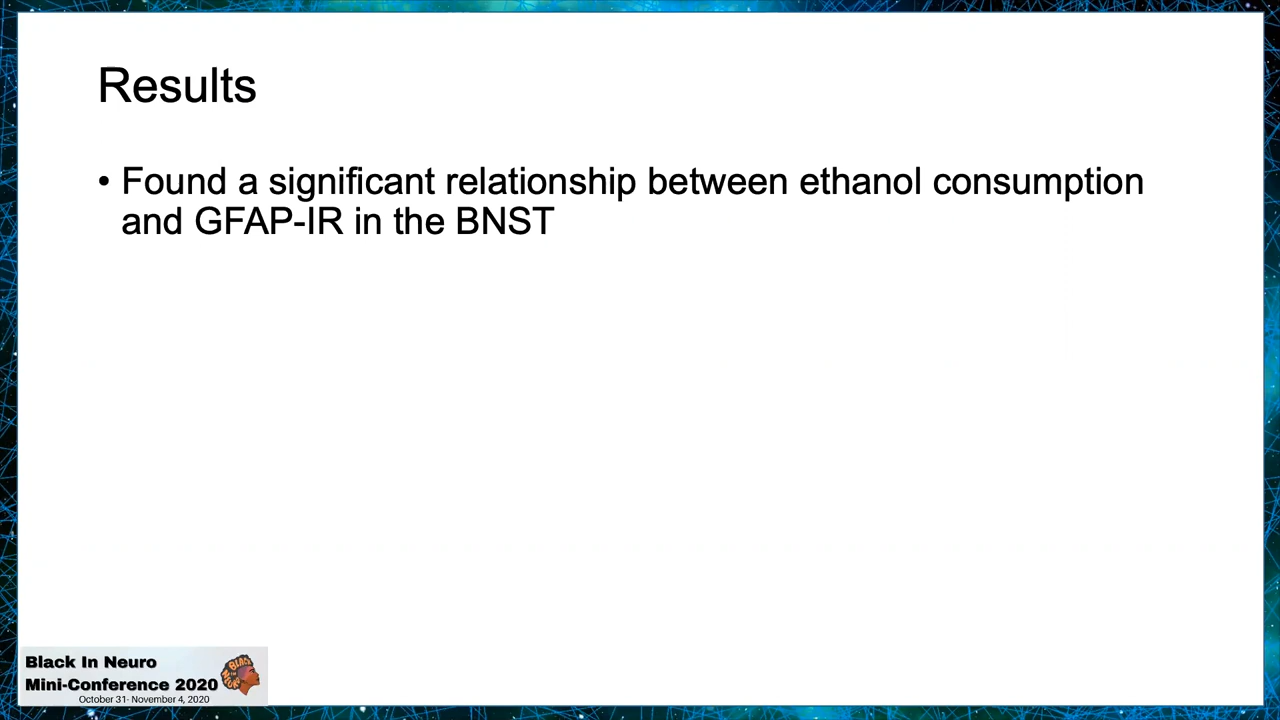 Results
• Found a significant relationship between ethanol consumption
and GFAP-IR in the BNST
Black In Neuro
Mini-Conference 2020
October 31- November 4, 2020